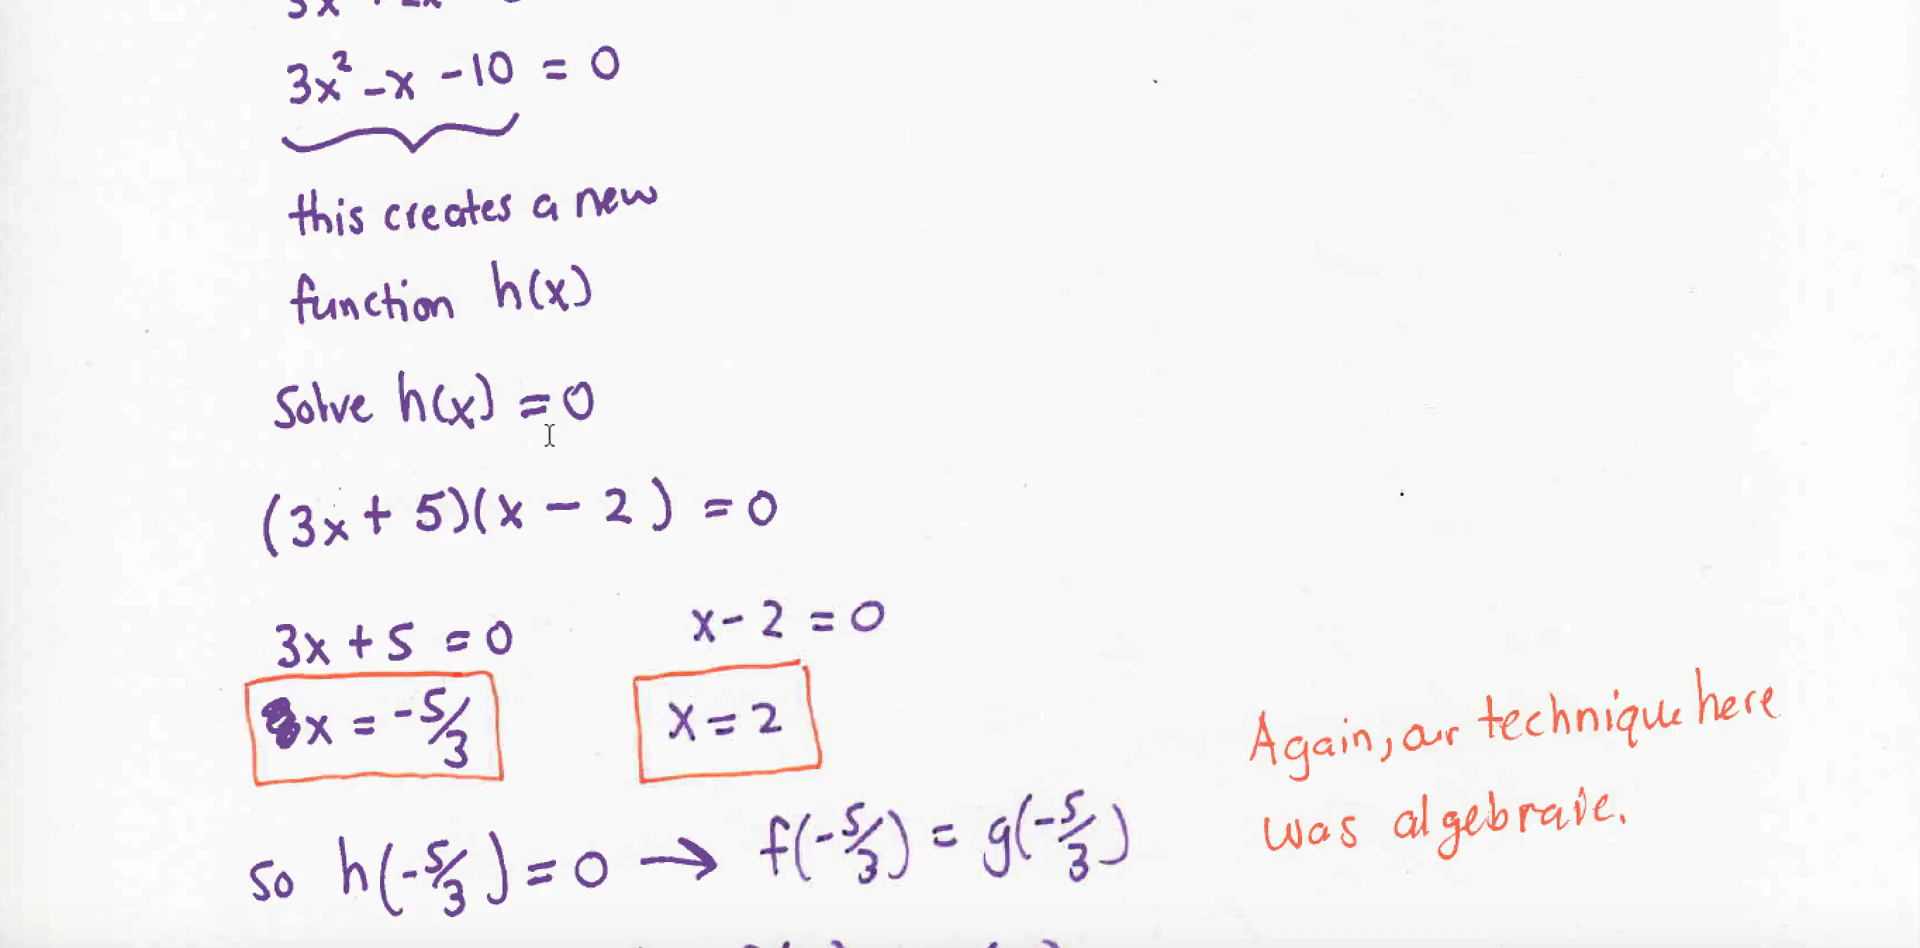 3x² - x - 10 = 0
this creates a new
function h(x)
Solve h(x) = 0
(3x + 5)(x - 2) = 0
3x + 5 = 0
x - 2 = 0
x = -5/3
x = 2
Again, our technique here
was algebraic.
so h(-5/3) = 0 → f(-5/3) = g(-5/3)